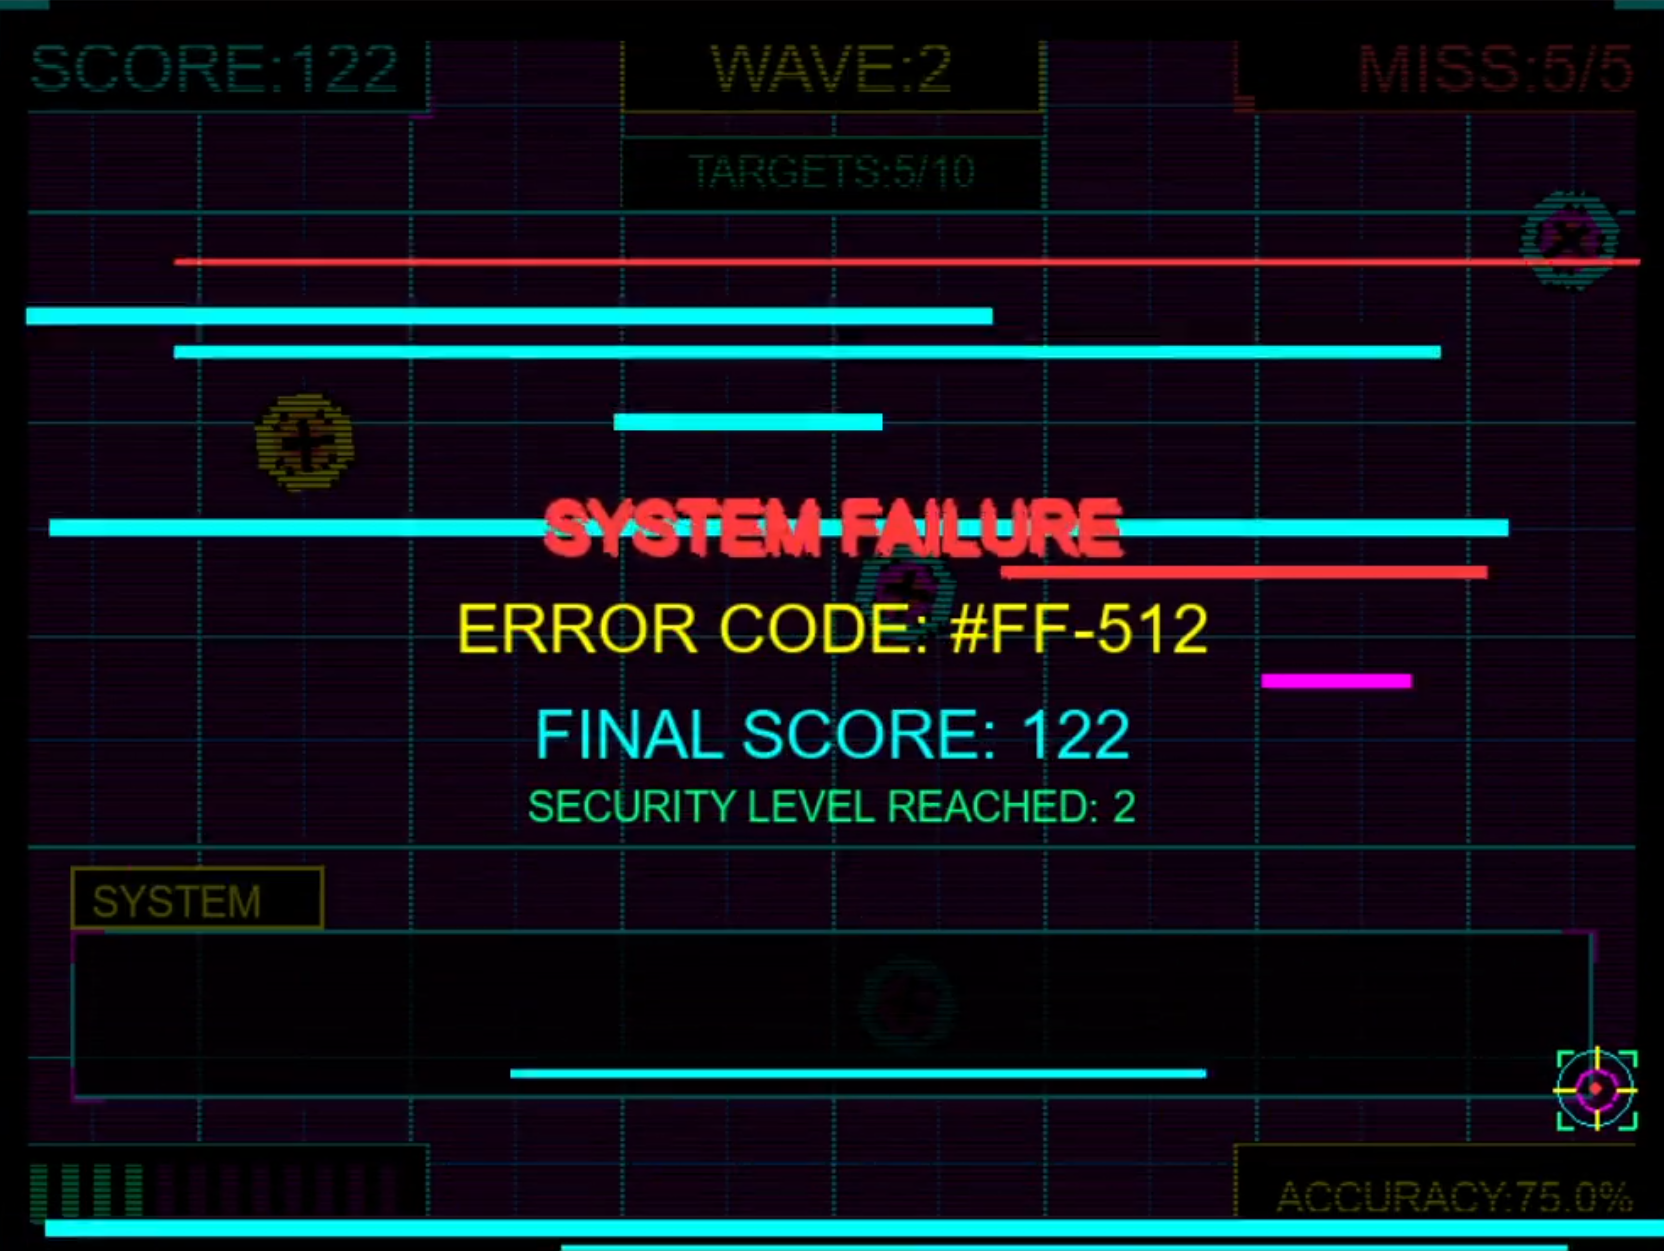 SCORE:122
WAVE:2
MISS:5/5
TARGETS:5/10
SYSTEM FAILURE
ERROR CODE: #FF-512
FINAL SCORE: 122
SECURITY LEVEL REACHED: 2
SYSTEM
ACCURACY:75.0%